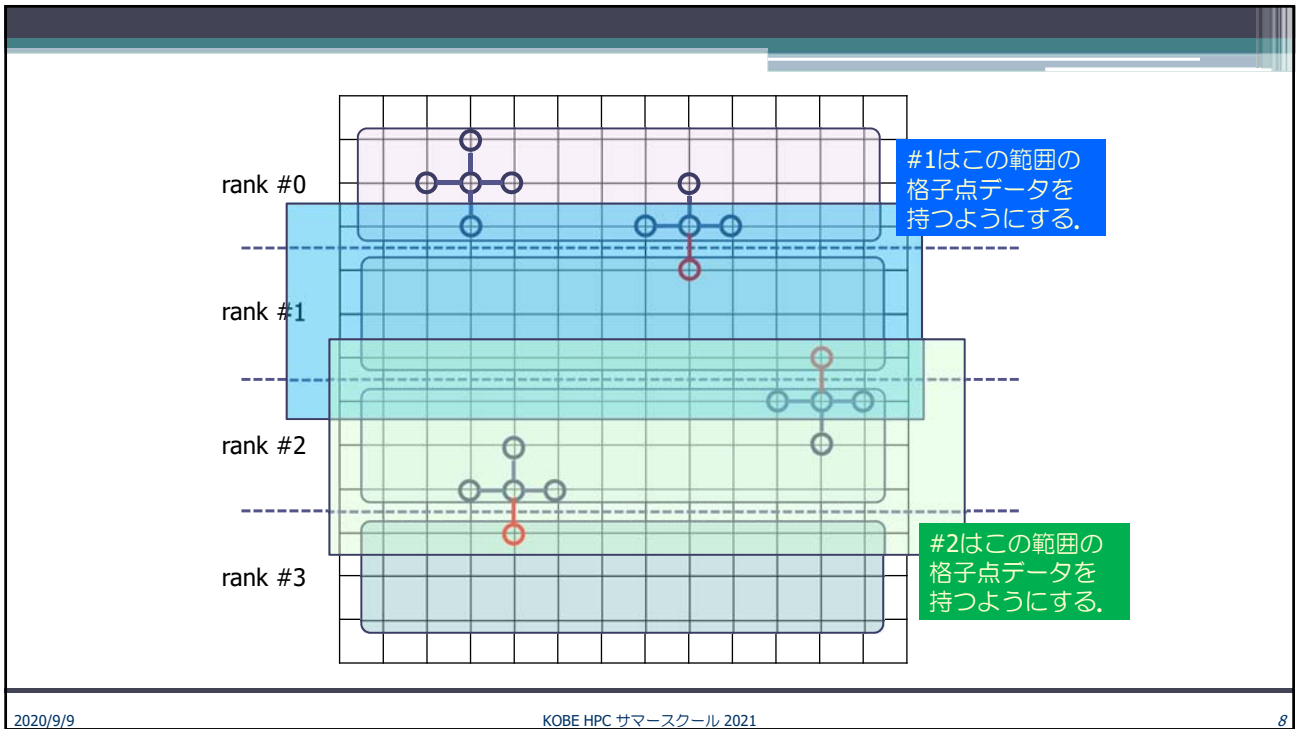 rank #0
#1はこの範囲の
格子点データを
持つようにする.
rank #1
rank #2
#2はこの範囲の
格子点データを
持つようにする.
rank #3
2020/9/9
KOBE HPC サマースクール 2021
8